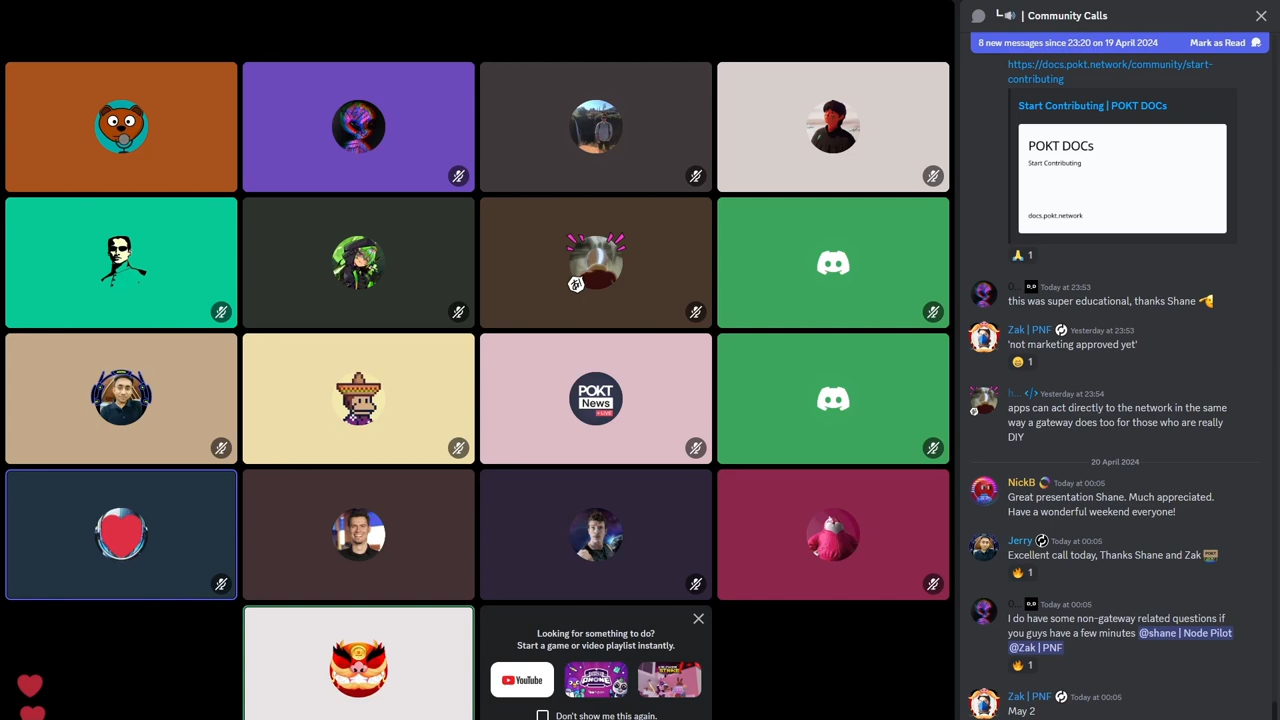 ┗🔊 | Community Calls
8 new messages since 23:20 on 19 April 2024
Mark as Read
https://docs.pokt.network/community/start-
contributing
Start Contributing | POKT DOCs
POKT DOCs
Start Contributing
docs.pokt.network
🙏 1
Today at 23:53
this was super educational, thanks Shane 🫡
Zak | PNF Yesterday at 23:53
'not marketing approved yet'
😄 1
h... </> Yesterday at 23:54
apps can act directly to the network in the same
way a gateway does too for those who are really
DIY
20 April 2024
NickB Today at 00:05
Great presentation Shane. Much appreciated.
Have a wonderful weekend everyone!
Jerry Today at 00:05
Excellent call today, Thanks Shane and Zak
🔥 1
Today at 00:05
I do have some non-gateway related questions if
you guys have a few minutes @shane | Node Pilot
@Zak | PNF
🔥 1
Zak | PNF Today at 00:05
May 2
POKT
News
LIVE
Looking for something to do?
Start a game or video playlist instantly.
YouTube
Don't show me this again.